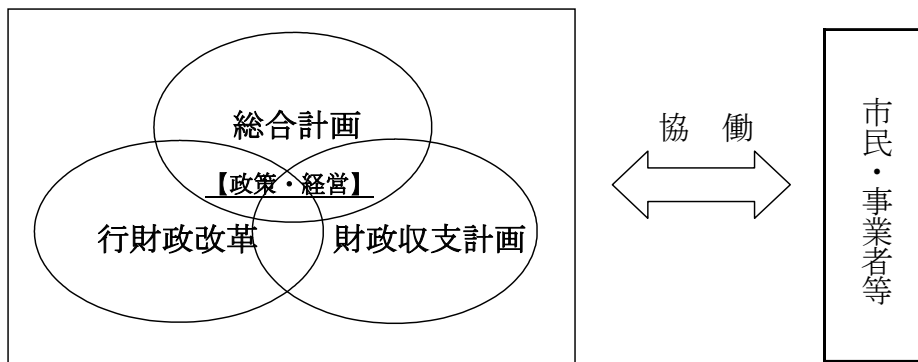 総合計画
【政策・経営】
行財政改革
財政収支計画
協 働
市民・事業者等